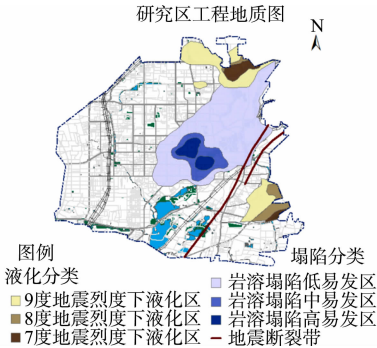 研究区工程地质图
N
图例
液化分类
9度地震烈度下液化区
8度地震烈度下液化区
7度地震烈度下液化区
塌陷分类
岩溶塌陷低易发区
岩溶塌陷中易发区
岩溶塌陷高易发区
地震断裂带